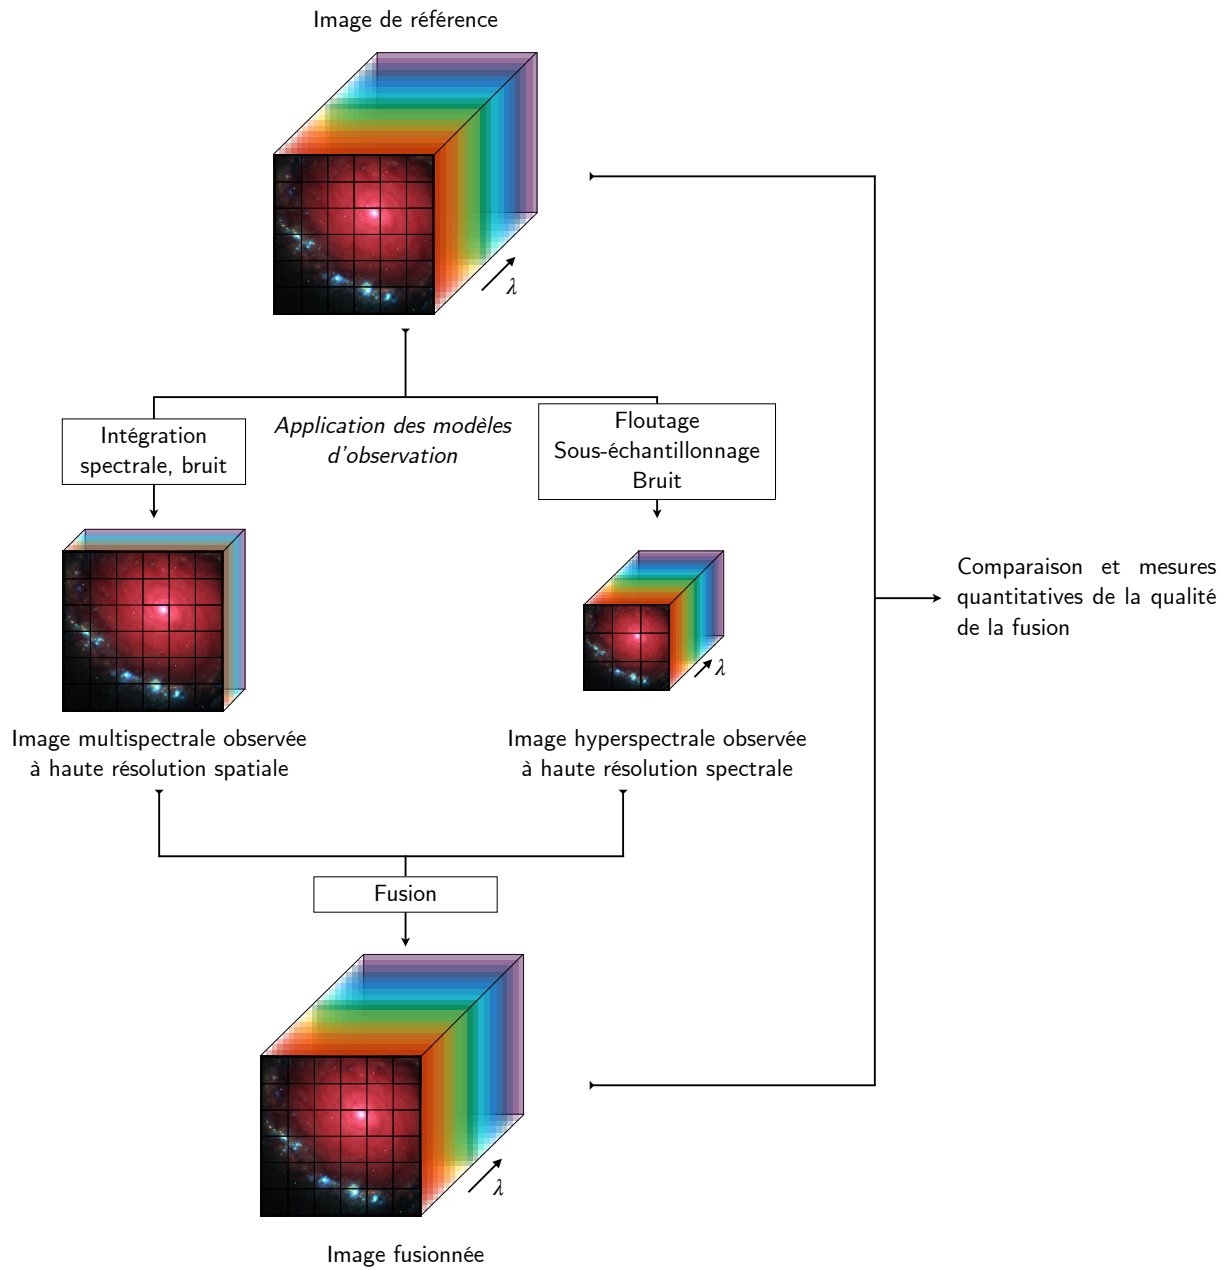 Image de référence
λ
Application des modèles
d'observation
Intégration
spectrale, bruit
Floutage
Sous-échantillonnage
Bruit
λ
Image multispectrale observée
à haute résolution spatiale
Image hyperspectrale observée
à haute résolution spectrale
Comparaison et mesures
quantitatives de la qualité
de la fusion
Fusion
λ
Image fusionnée